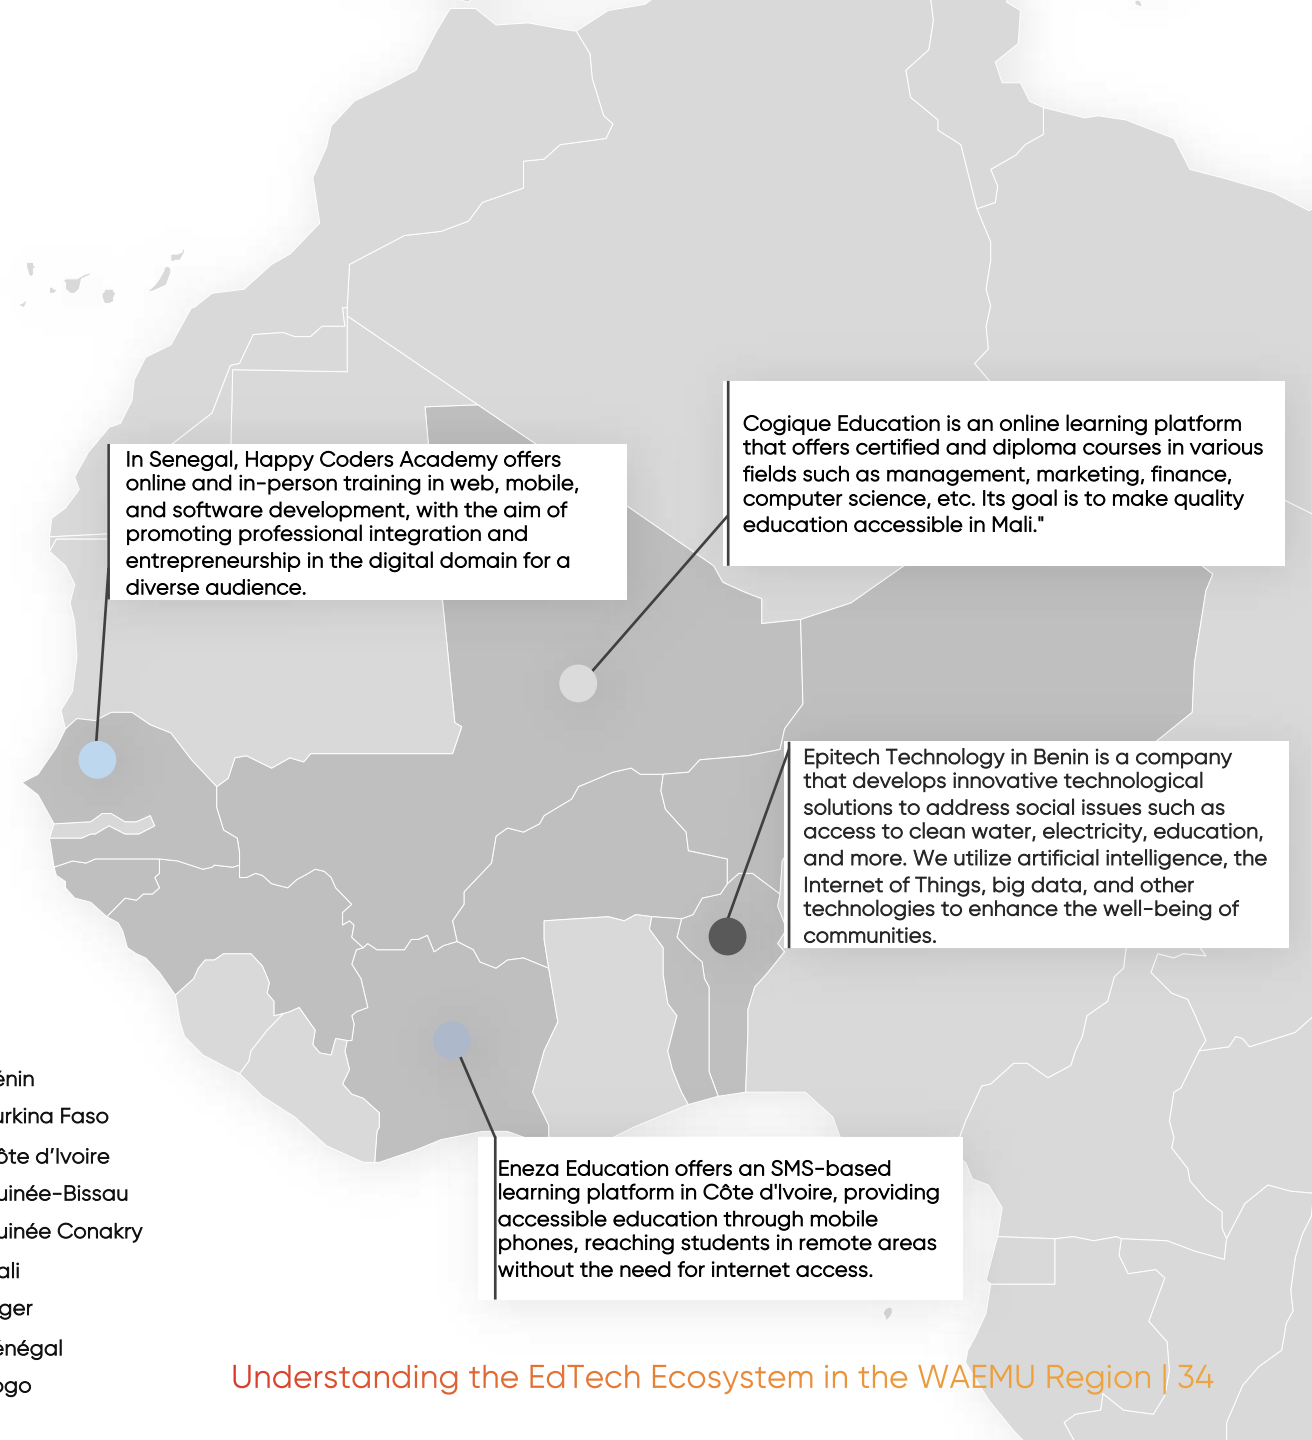 Cogique Education is an online learning platform
that offers certified and diploma courses in various
fields such as management, marketing, finance,
computer science, etc. Its goal is to make quality
education accessible in Mali."
In Senegal, Happy Coders Academy offers
online and in-person training in web, mobile,
and software development, with the aim of
promoting professional integration and
entrepreneurship in the digital domain for a
diverse audience.
Epitech Technology in Benin is a company
that develops innovative technological
solutions to address social issues such as
access to clean water, electricity, education,
and more. We utilize artificial intelligence, the
Internet of Things, big data, and other
technologies to enhance the well-being of
communities.
Eneza Education offers an SMS-based
learning platform in Côte d'Ivoire, providing
accessible education through mobile
phones, reaching students in remote areas
without the need for internet access.
énin
urkina Faso
ôte d’Ivoire
uinée-Bissau
uinée Conakry
ali
ger
énégal
ogo
Understanding the EdTech Ecosystem in the WAEMU Region | 34